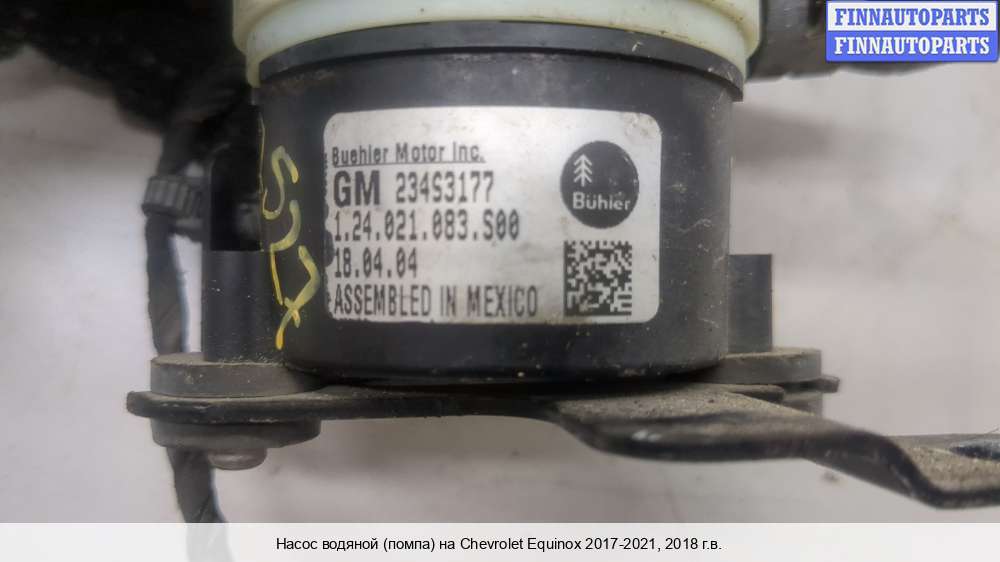 FINNAUTOPARTS
FINNAUTOPARTS
Buehler Motor Inc.
GM 23453177
Bühler
1.24.021.083.S00
18.04.04
ASSEMBLED IN MEXICO
Насос водяной (помпа) на Chevrolet Equinox 2017-2021, 2018 г.в.